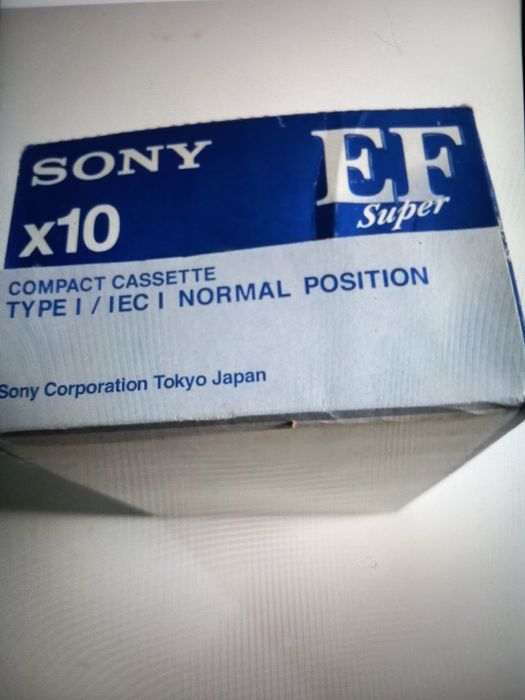 SONY
EF
Super
x10
COMPACT CASSETTE
TYPE I / IEC I NORMAL POSITION
Sony Corporation Tokyo Japan